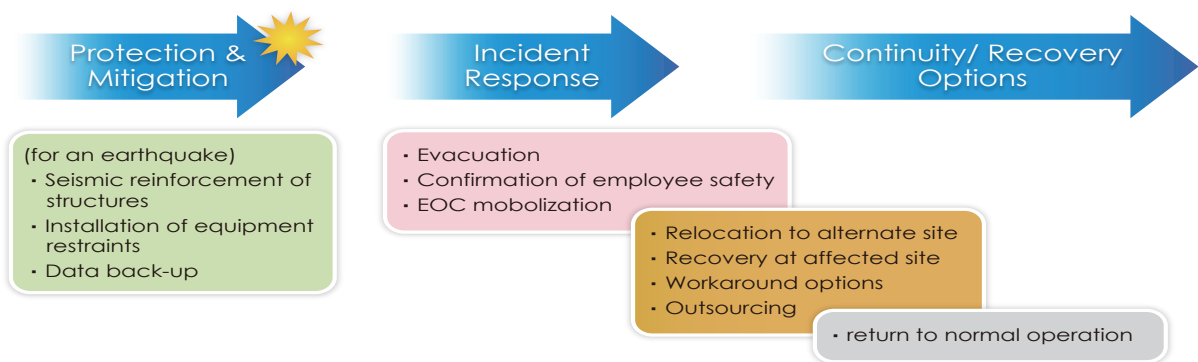 Protection &
Mitigation
Incident
Response
Continuity/ Recovery
Options
(for an earthquake)
· Seismic reinforcement of
structures
· Installation of equipment
restraints
· Data back-up
· Evacuation
· Confirmation of employee safety
· EOC mobolization
· Relocation to alternate site
· Recovery at affected site
· Workaround options
· Outsourcing
· return to normal operation